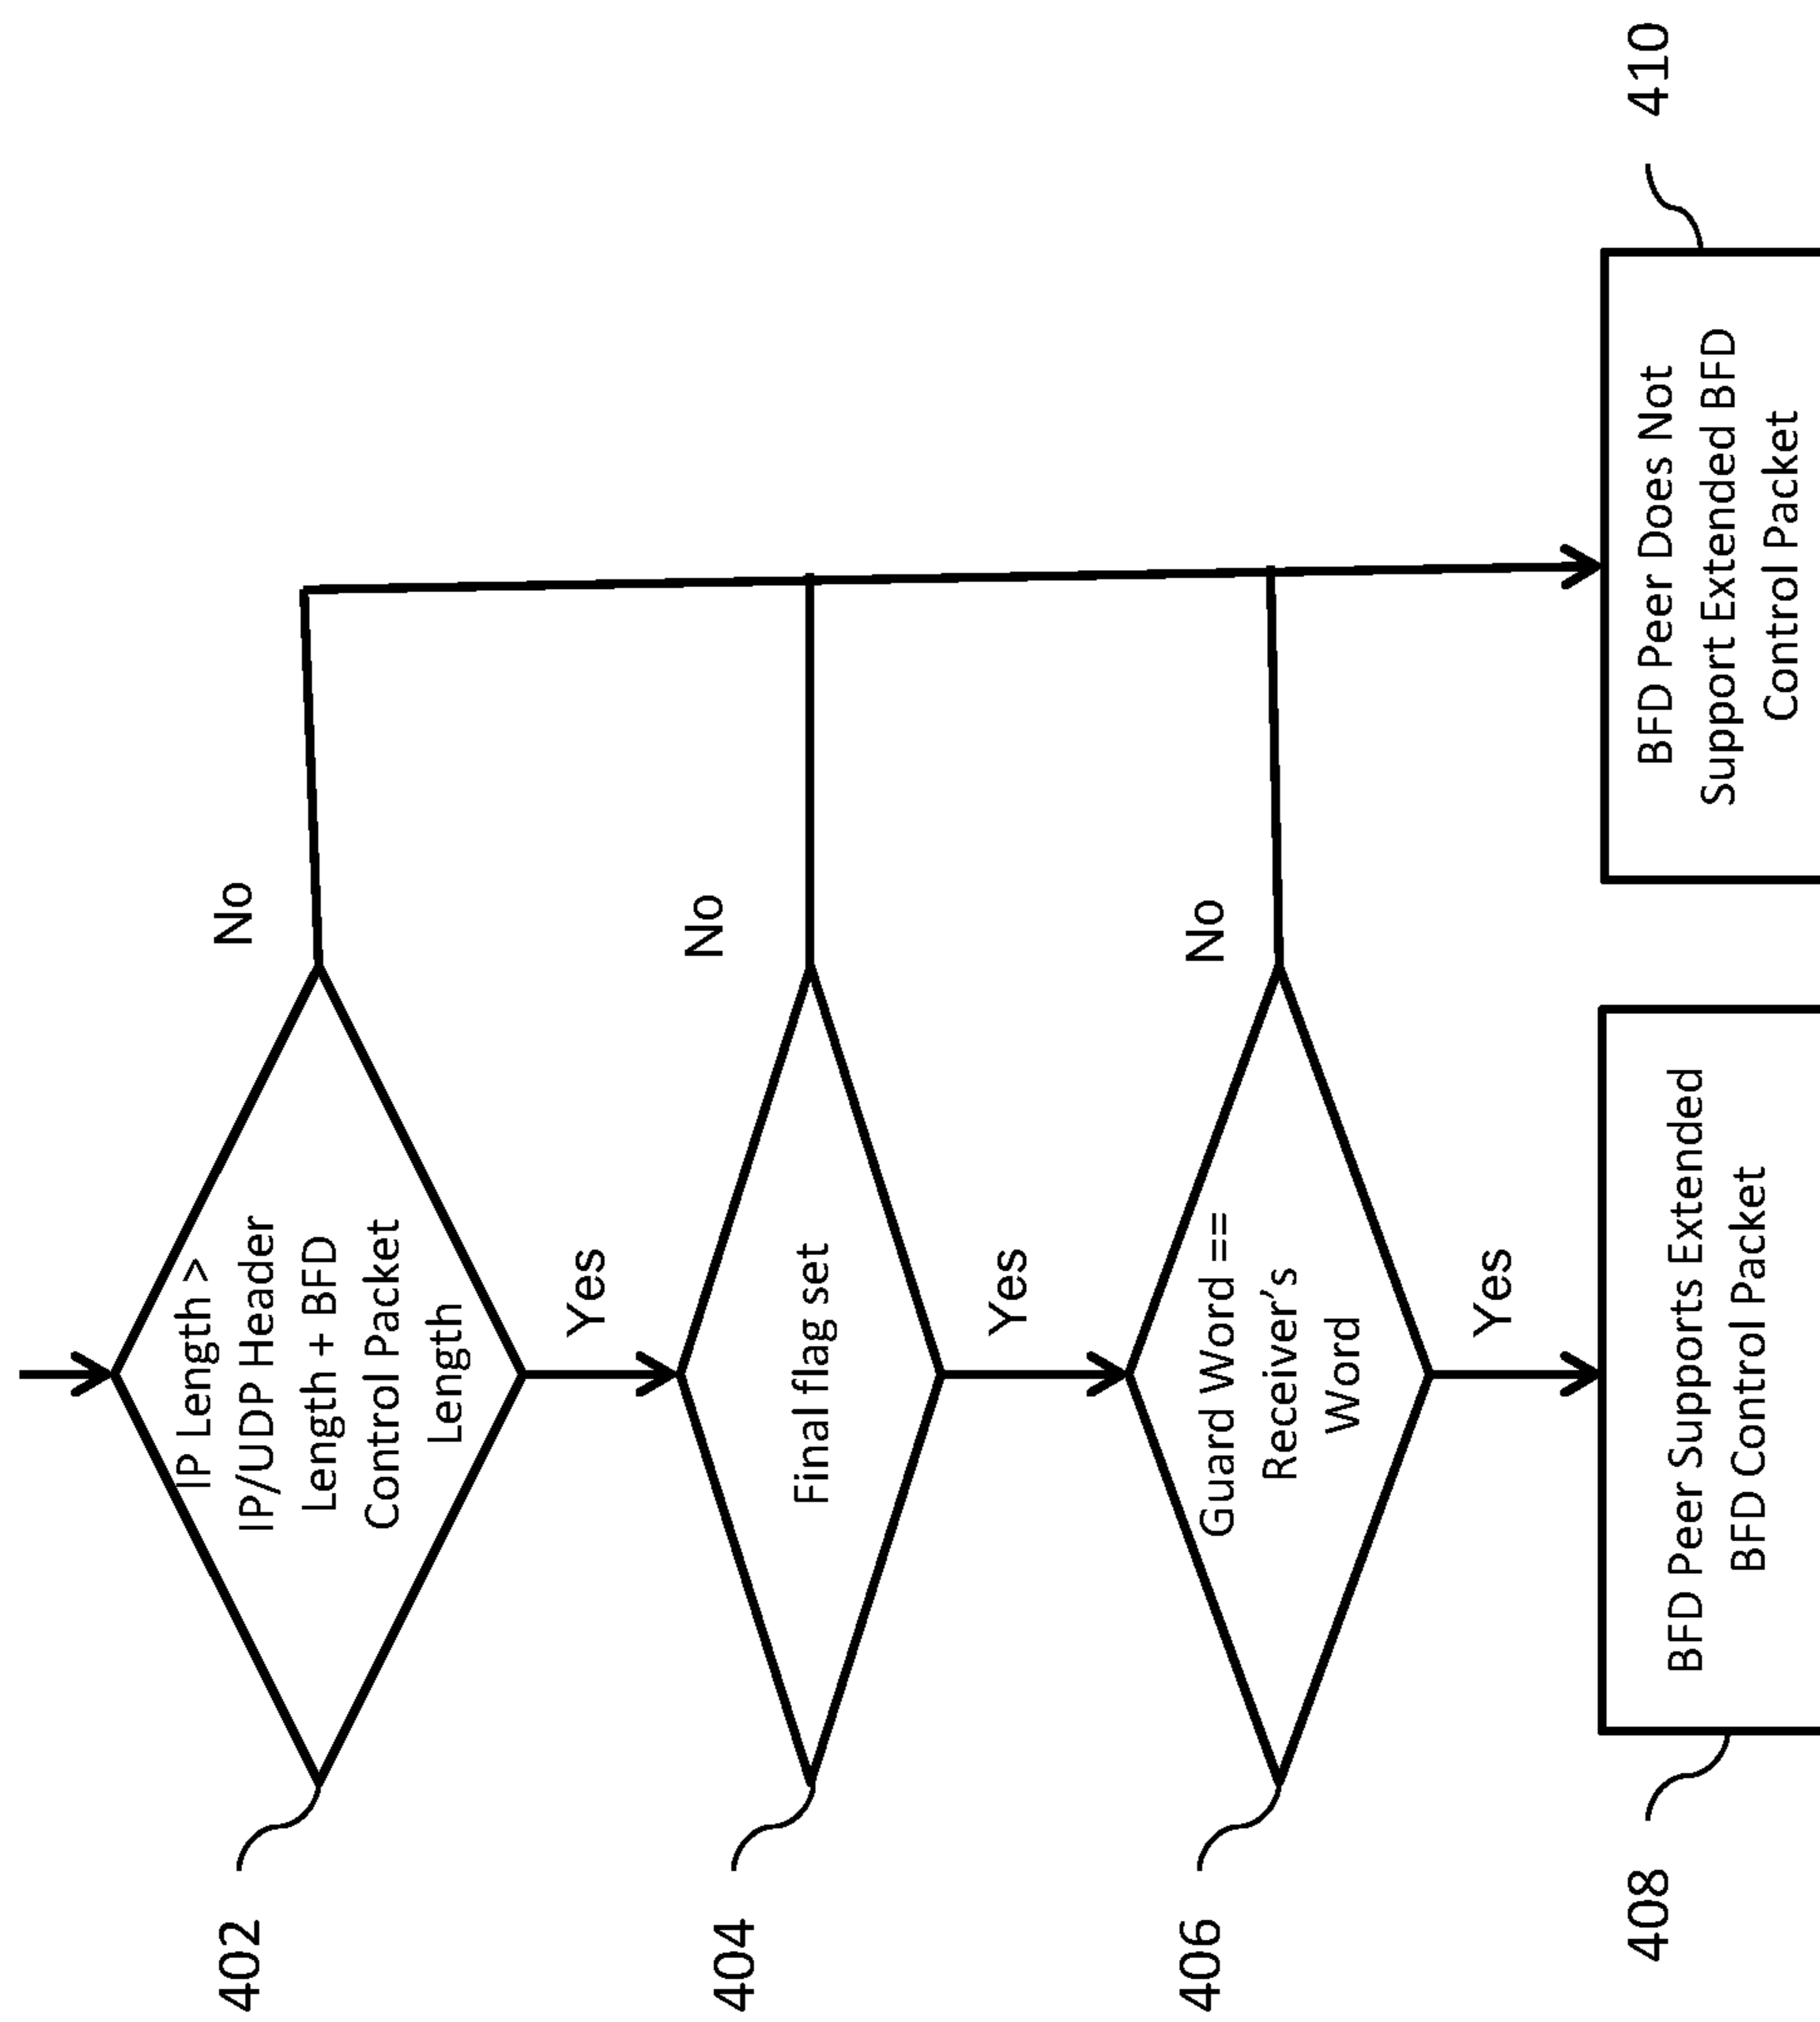 402
IP Length >
IP/UDP Header
Length + BFD
Control Packet
Length
No
Yes
404
Final flag set
No
Yes
406
Guard Word ==
Receiver's
Word
No
Yes
408
BFD Peer Supports Extended
BFD Control Packet
BFD Peer Does Not
Support Extended BFD
Control Packet
410